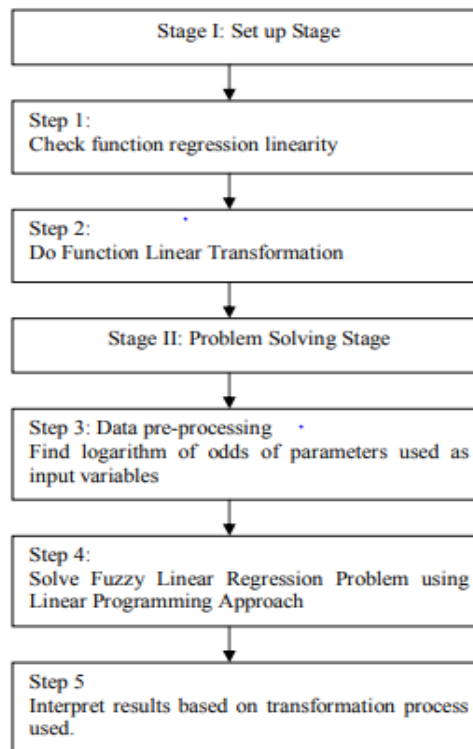 Stage I: Set up Stage
Step 1:
Check function regression linearity
Step 2:
Do Function Linear Transformation
Stage II: Problem Solving Stage
Step 3: Data pre-processing
Find logarithm of odds of parameters used as
input variables
Step 4:
Solve Fuzzy Linear Regression Problem using
Linear Programming Approach
Step 5
Interpret results based on transformation process
used.